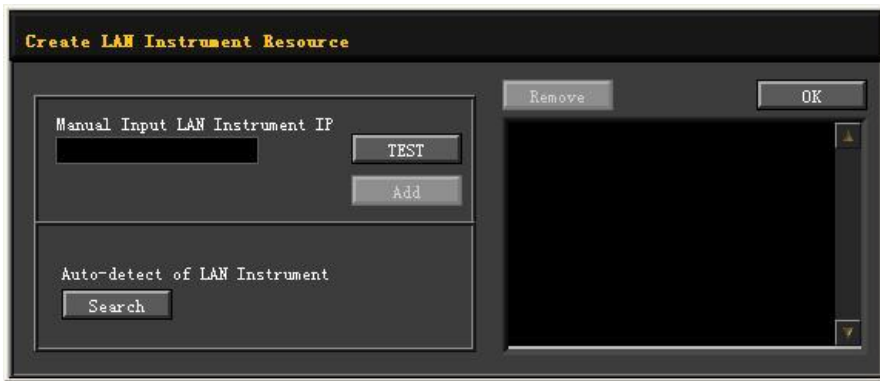 Create LAN Instrument Resource
Manual Input LAN Instrument IP
TEST
Add
Auto-detect of LAN Instrument
Search
Remove
OK